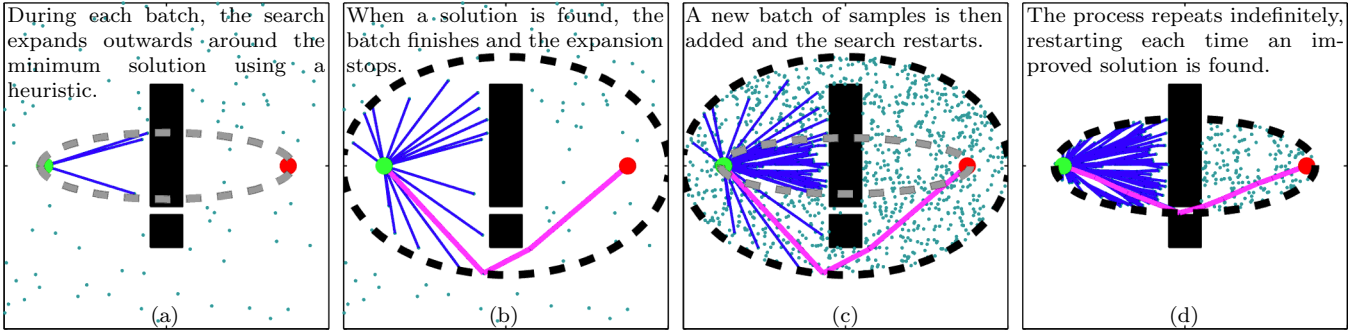 During each batch, the search
expands outwards around the
minimum solution using a
heuristic.
(a)
When a solution is found, the
batch finishes and the expansion
stops.
(b)
A new batch of samples is then
added and the search restarts.
(c)
The process repeats indefinitely,
restarting each time an im-
proved solution is found.
(d)